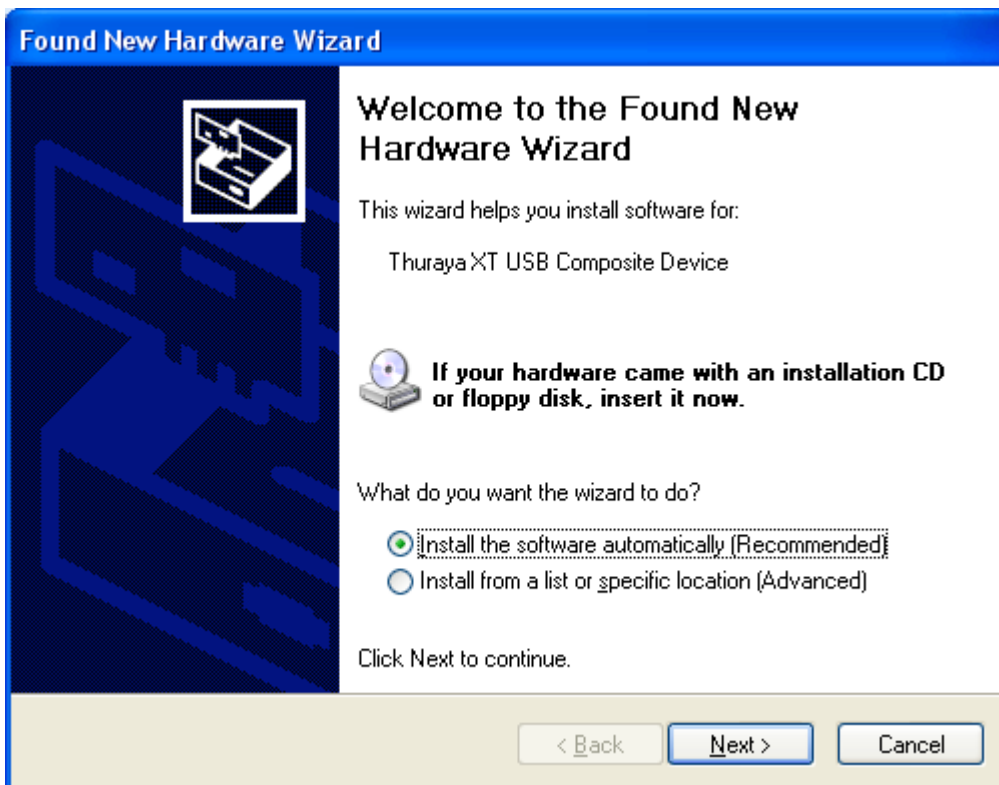 Found New Hardware Wizard
Welcome to the Found New
Hardware Wizard
This wizard helps you install software for:
Thuraya XT USB Composite Device
If your hardware came with an installation CD
or floppy disk, insert it now.
What do you want the wizard to do?
Install the software automatically (Recommended)
Install from a list or specific location (Advanced)
Click Next to continue.
< Back Next > Cancel